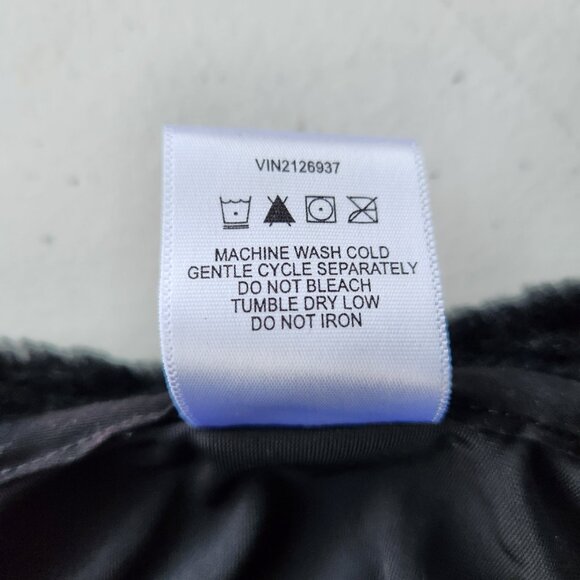 VIN2126937
MACHINE WASH COLD
GENTLE CYCLE SEPARATELY
DO NOT BLEACH
TUMBLE DRY LOW
DO NOT IRON